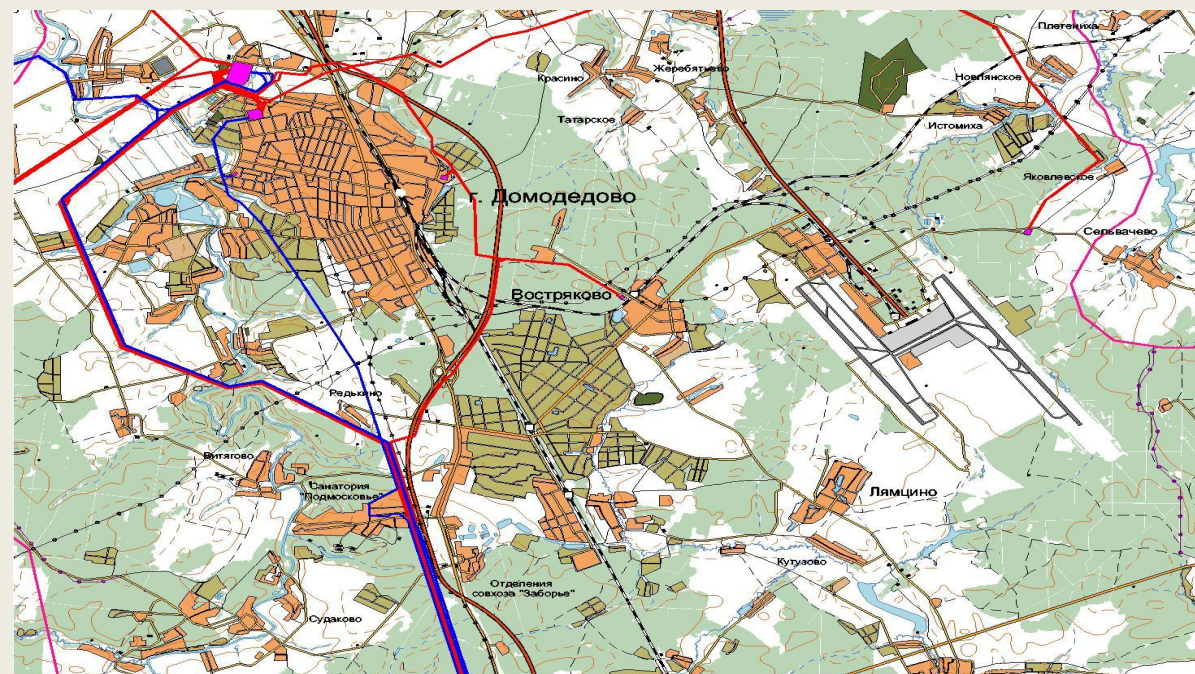 Плетениха
Жеребятьево
Красино
Новлянское
Татарское
Истомиха
Яковлевское
г. Домодедово
Сельвачево
Востряково
Редькино
Витягово
Санатория
"Подмосковье"
Лямцино
Кутузово
Отделения
совхоза "Заборье"
Судаково